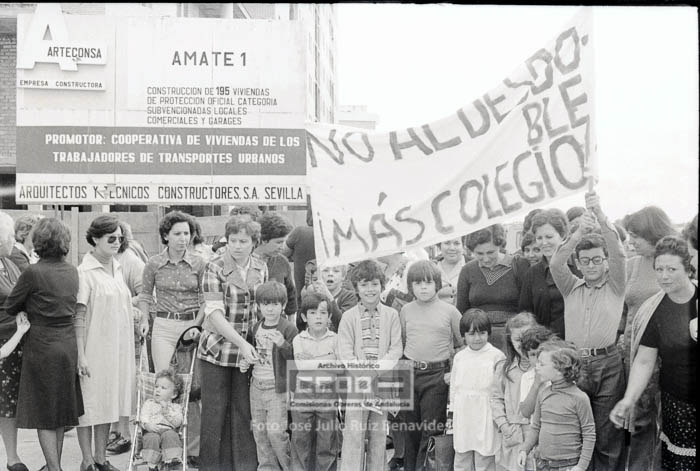 ARTECONSA
EMPRESA CONSTRUCTORA
AMATE 1
CONSTRUCCION DE 195 VIVIENDAS
DE PROTECCION OFICIAL CATEGORIA
SUBVENCIONADAS LOCALES
COMERCIALES Y GARAGES
PROMOTOR: COOPERATIVA DE VIVIENDAS DE LOS
TRABAJADORES DE TRANSPORTES URBANOS
ARQUITECTOS Y TECNICOS CONSTRUCTORES. S.A. SEVILLA
NO AL DESDO-
BLE
¡MÁS COLEGIO!
Archivo Histórico
CCOO A
Comisiones Obreras de Andalucía
Foto José Julio Ruiz Benavides